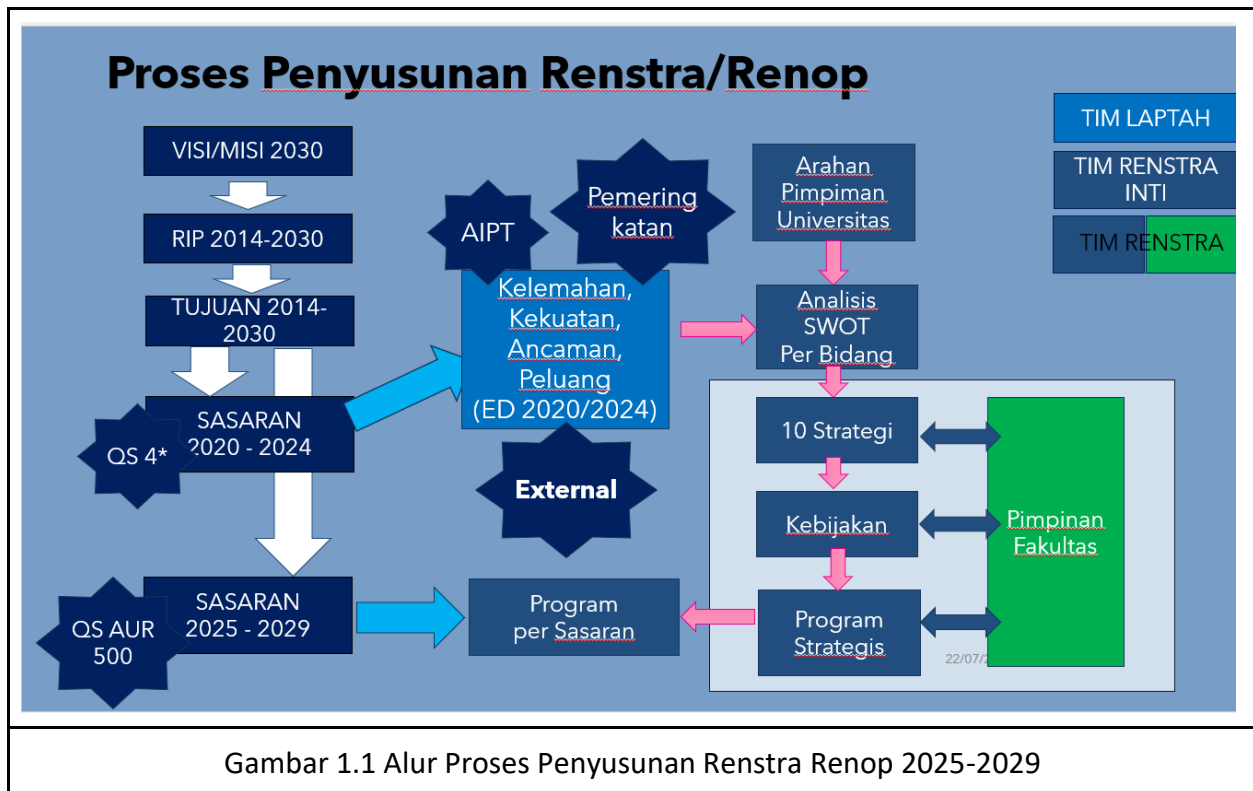 Proses Penyusunan Renstra/Renop
VISI/MISI 2030
RIP 2014-2030
TUJUAN 2014-
2030
SASARAN
2020 - 2024
QS 4*
SASARAN
2025 - 2029
QS AUR
500
AIPT
Pemering
katan
Kelemahan,
Kekuatan,
Ancaman,
Peluang
(ED 2020/2024)
External
Program
per Sasaran
Arahan
Pimpiman
Universitas
Analisis
SWOT
Per Bidang
10 Strategi
Kebijakan
Program
Strategis
Pimpinan
Fakultas
22/07/2
TIM LAPTAH
TIM RENSTRA
INTI
TIM RENSTRA
Gambar 1.1 Alur Proses Penyusunan Renstra Renop 2025-2029